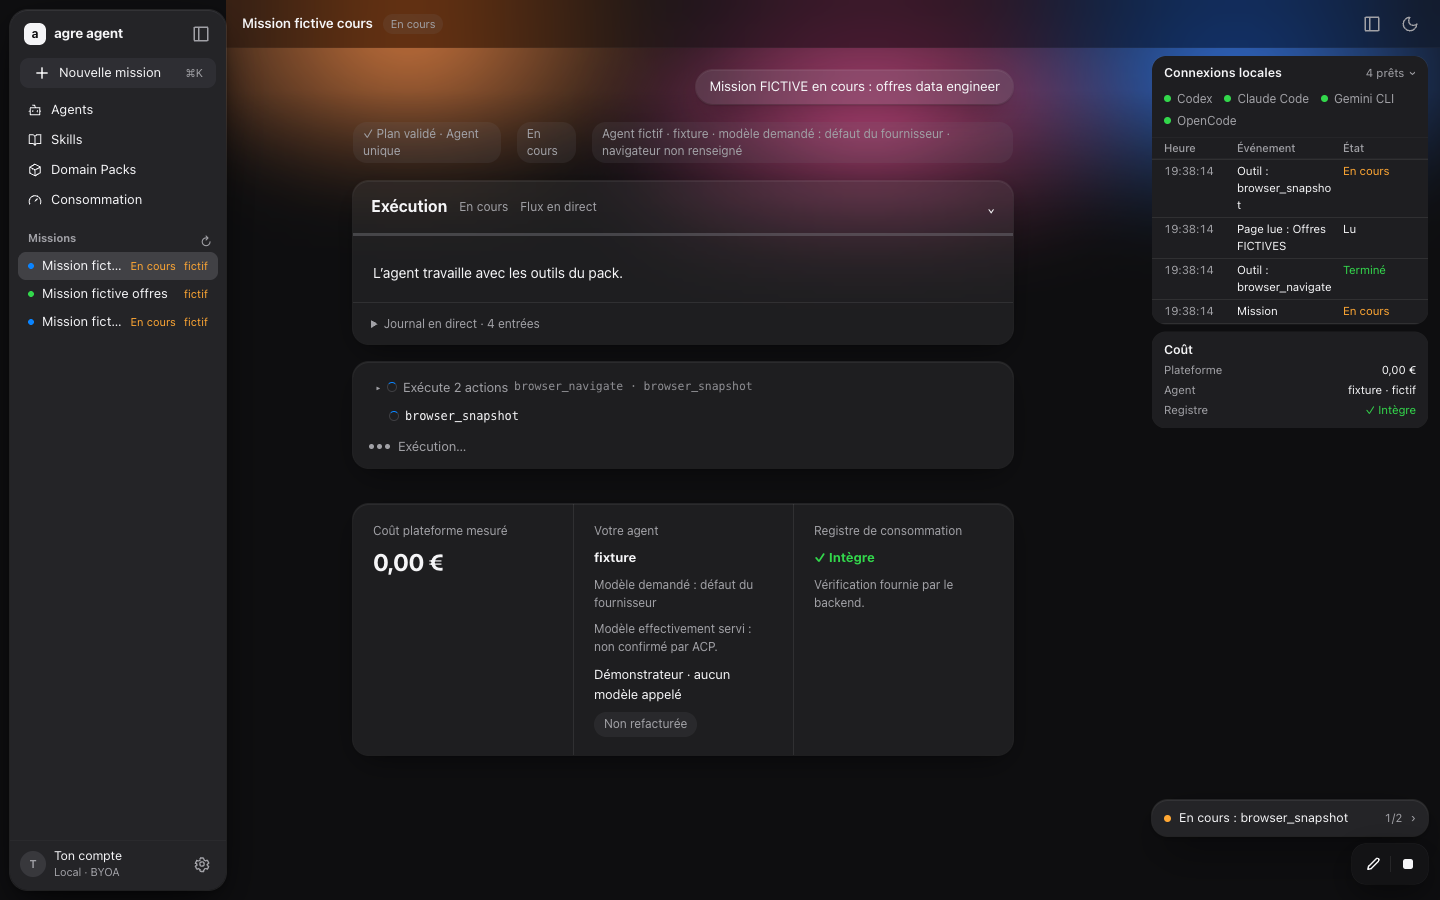 a agre agent
Nouvelle mission ⌘K
Agents
Skills
Domain Packs
Consommation
Missions
Mission fict... En cours fictif
Mission fictive offres fictif
Mission fict... En cours fictif
T
Ton compte
Local · BYOA
Mission fictive cours En cours
Mission FICTIVE en cours : offres data engineer
✓ Plan validé · Agent
unique
En
cours
Agent fictif · fixture · modèle demandé : défaut du fournisseur ·
navigateur non renseigné
Exécution En cours Flux en direct
L’agent travaille avec les outils du pack.
Journal en direct · 4 entrées
Exécute 2 actions browser_navigate · browser_snapshot
browser_snapshot
Exécution...
Coût plateforme mesuré
0,00 €
Votre agent
fixture
Modèle demandé : défaut du
fournisseur
Modèle effectivement servi :
non confirmé par ACP.
Démonstrateur · aucun
modèle appelé
Non refacturée
Registre de consommation
✓ Intègre
Vérification fournie par le
backend.
Connexions locales 4 prêts
Codex Claude Code Gemini CLI
OpenCode
Heure Événement État
19:38:14 Outil : En cours
browser_snapsho
t
19:38:14 Page lue : Offres Lu
FICTIVES
19:38:14 Outil : Terminé
browser_navigate
19:38:14 Mission En cours
Coût
Plateforme 0,00 €
Agent fixture · fictif
Registre ✓ Intègre
En cours : browser_snapshot 1/2 ›